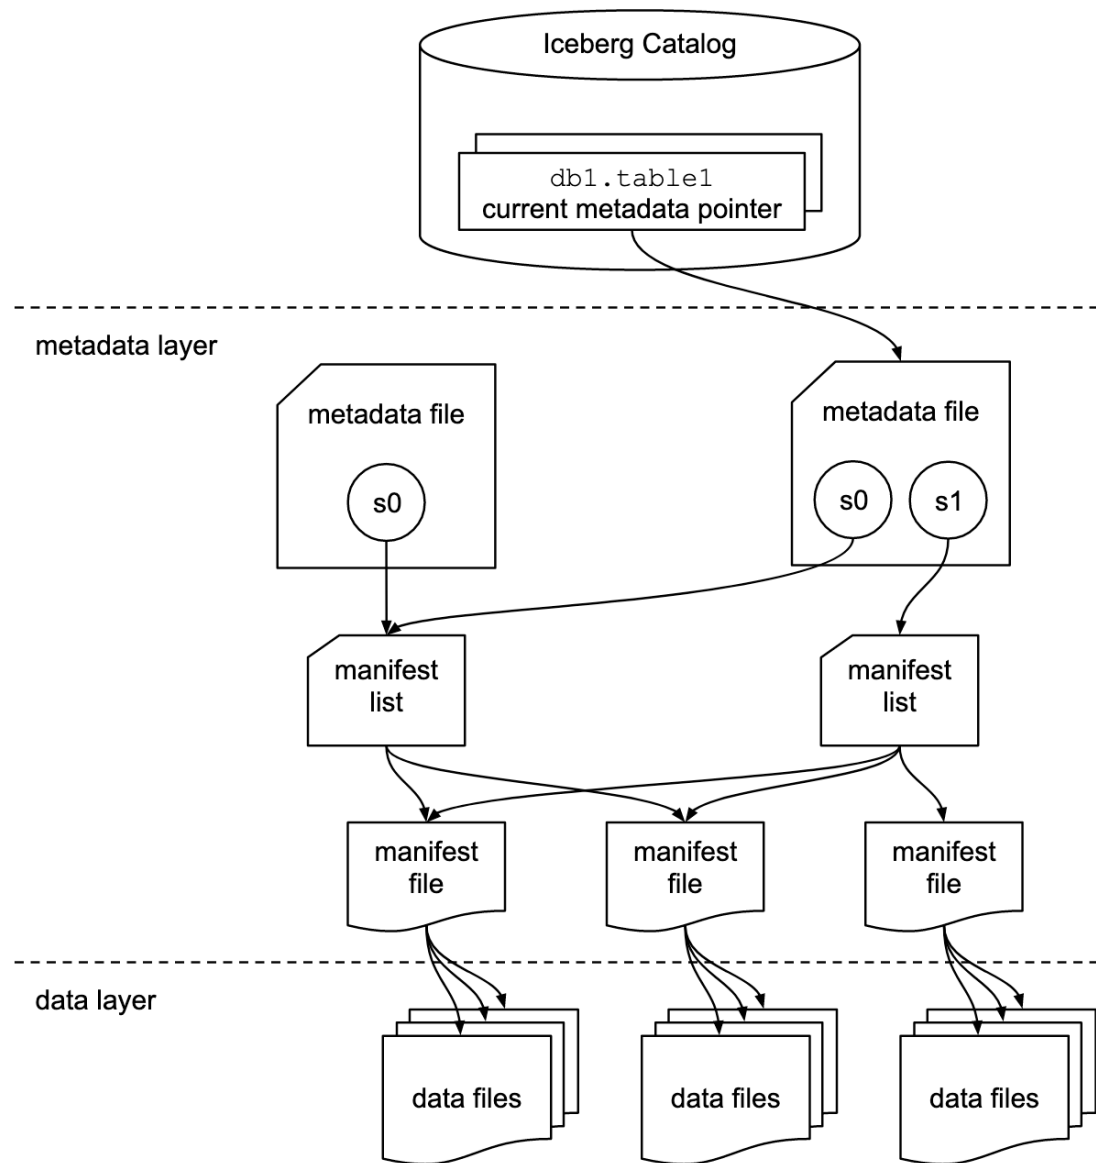 Iceberg Catalog
db1.table1
current metadata pointer
metadata layer
metadata file
s0
metadata file
s0
s1
manifest
list
manifest
list
manifest
file
manifest
file
manifest
file
data layer
data files
data files
data files